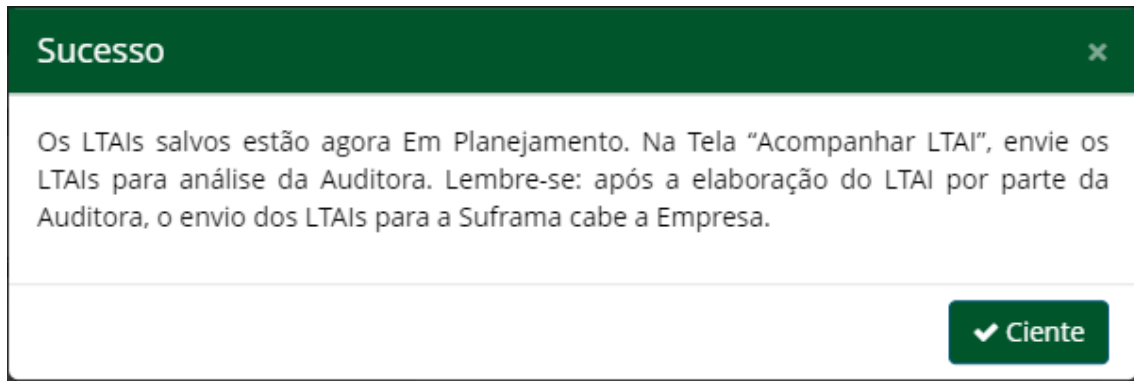 Sucesso
×
Os LTAIs salvos estão agora Em Planejamento. Na Tela “Acompanhar LTAI”, envie os
LTAIs para análise da Auditora. Lembre-se: após a elaboração do LTAI por parte da
Auditora, o envio dos LTAIs para a Suframa cabe a Empresa.
✔ Ciente